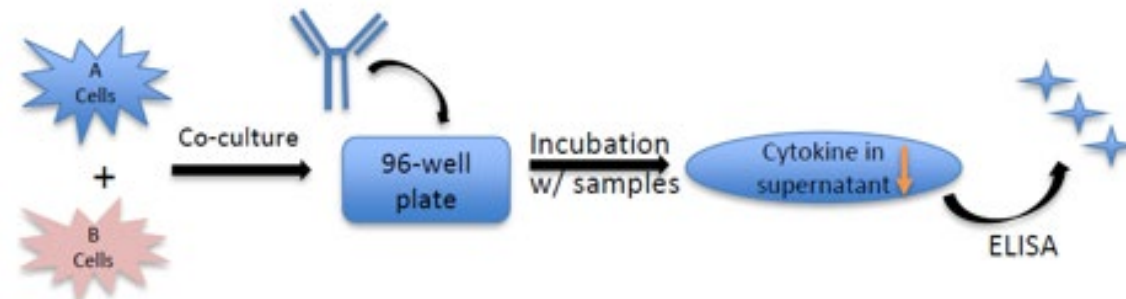 A
Cells
+
B
Cells
Co-culture
96-well
plate
Incubation
w/ samples
Cytokine in
supernatant
ELISA